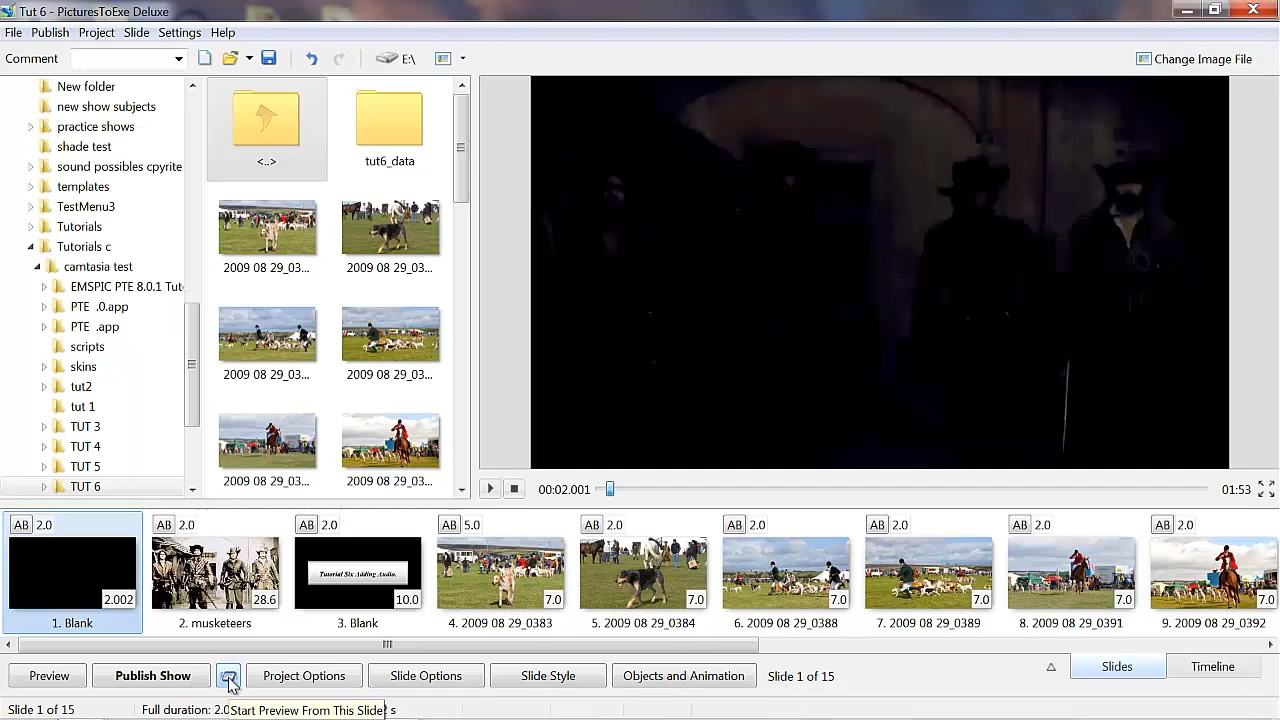 Tut 6 - PicturesToExe Deluxe
File Publish Project Slide Settings Help
Comment E:\ Change Image File
New folder
new show subjects
practice shows
shade test
sound possibles cpyrite
templates
TestMenu3
Tutorials
Tutorials c
camtasia test
EMSPIC PTE 8.0.1 Tut
PTE .0.app
PTE .app
scripts
skins
tut2
tut 1
TUT 3
TUT 4
TUT 5
TUT 6
<..> tut6_data
2009 08 29_03... 2009 08 29_03...
2009 08 29_03... 2009 08 29_03...
2009 08 29_03... 2009 08 29_03...
00:02.001 01:53
AB 2.0 AB 2.0 AB 2.0 AB 5.0 AB 2.0 AB 2.0 AB 2.0 AB 2.0 AB 2.0
Tutorial Six Adding Audio.
2.002 28.6 10.0 7.0 7.0 7.0 7.0 7.0 7.0
1. Blank 2. musketeers 3. Blank 4. 2009 08 29_0383 5. 2009 08 29_0384 6. 2009 08 29_0388 7. 2009 08 29_0389 8. 2009 08 29_0391 9. 2009 08 29_0392
Preview Publish Show Project Options Slide Options Slide Style Objects and Animation Slide 1 of 15 Slides Timeline
Slide 1 of 15 Full duration: 2.0 Start Preview From This Slide s